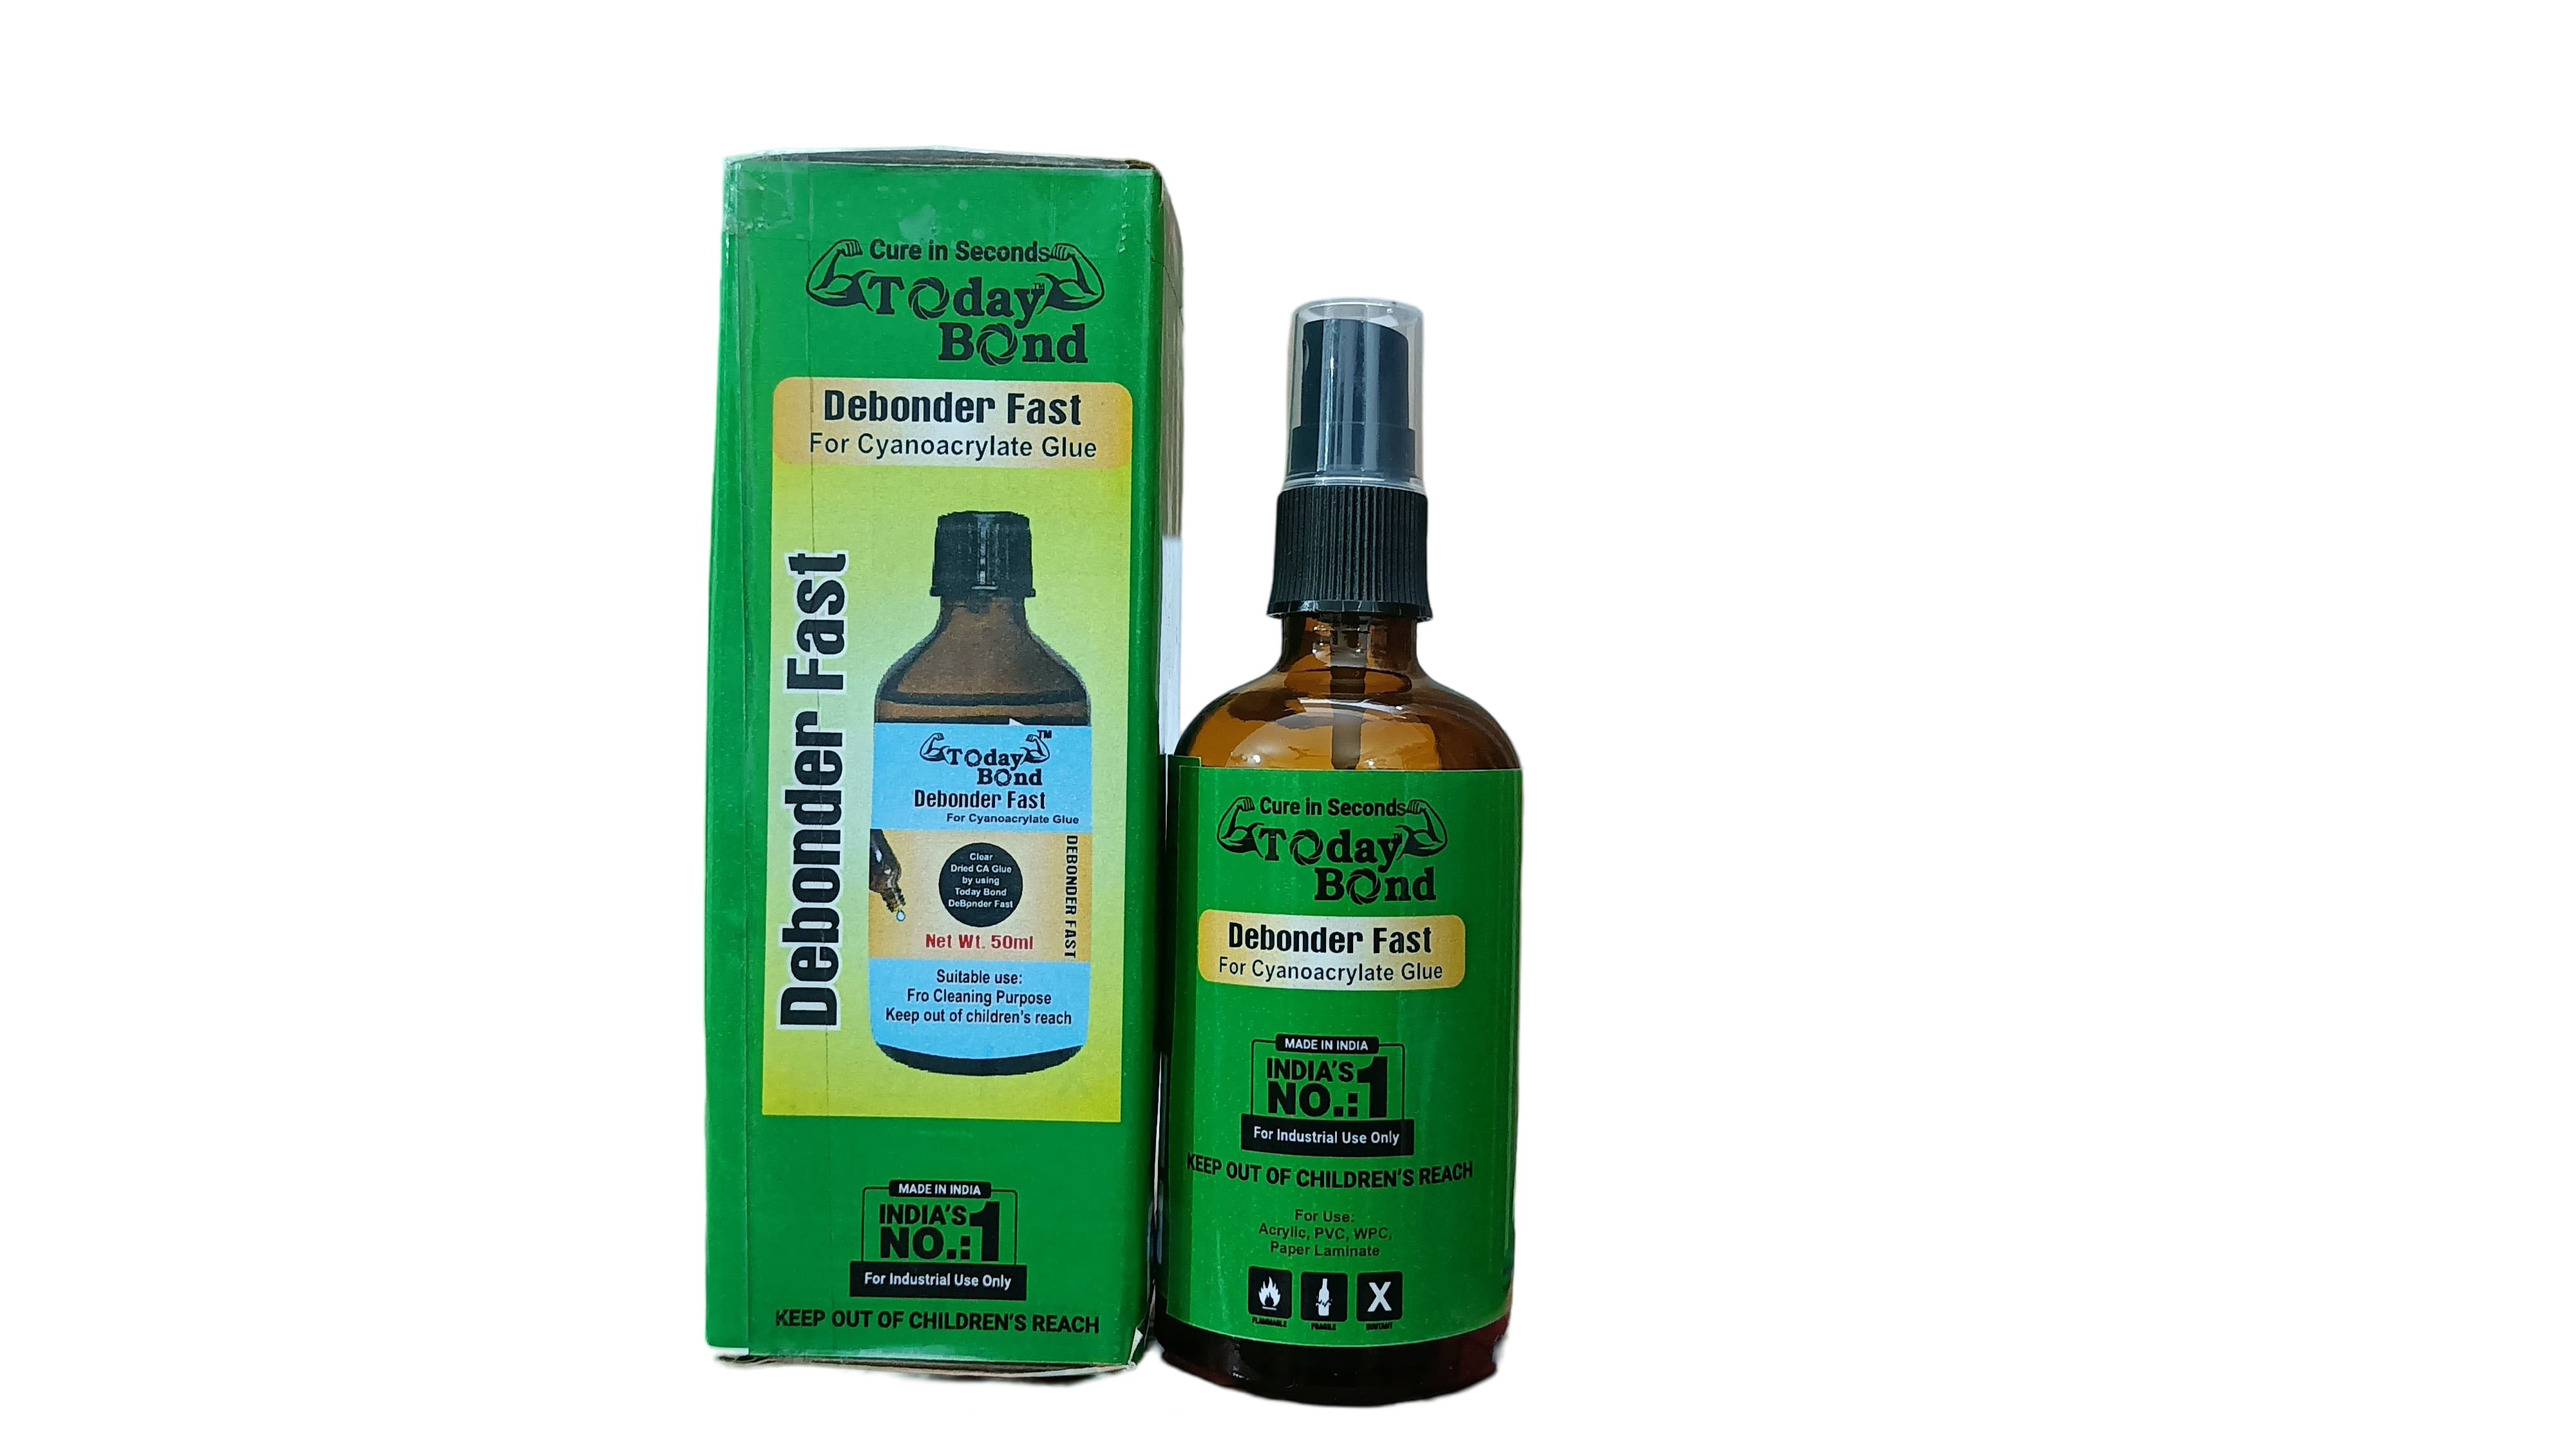 Cure in Seconds
Today TM
Bond
Debonder Fast
For Cyanoacrylate Glue
Debonder Fast
Today TM
Bond
Debonder Fast
For Cyanoacrylate Glue
Clear
Dried CA Glue
by using
Today Bond
DeBonder Fast
DEBONDER FAST
Net Wt. 50ml
Suitable use:
Fro Cleaning Purpose
Keep out of children's reach
MADE IN INDIA
INDIA'S
NO.:1
For Industrial Use Only
KEEP OUT OF CHILDREN'S REACH
Cure in Seconds
Today
Bond
Debonder Fast
For Cyanoacrylate Glue
MADE IN INDIA
INDIA'S
NO.:1
For Industrial Use Only
KEEP OUT OF CHILDREN'S REACH
For Use:
Acrylic, PVC, WPC,
Paper Laminate
X
FLAMMABLE
FRAGILE